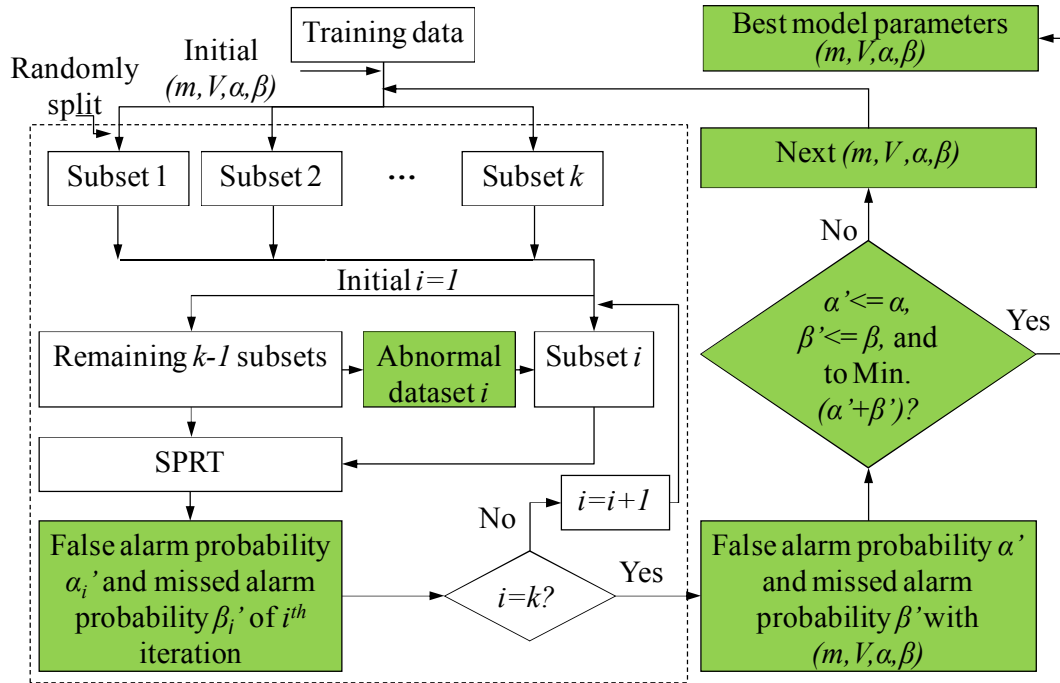 Training data
Initial
(m,V,α,β)
Randomly
split
Subset 1
Subset 2
...
Subset k
Initial i=1
Remaining k-1 subsets
Abnormal
dataset i
Subset i
SPRT
i=i+1
No
False alarm probability
αi’ and missed alarm
probability βi’ of ith
iteration
i=k?
Yes
False alarm probability α’
and missed alarm
probability β’ with
(m,V,α,β)
α’<= α,
β’<= β, and
to Min.
(α’+β’)?
No
Yes
Next (m,V,α,β)
Best model parameters
(m,V,α,β)